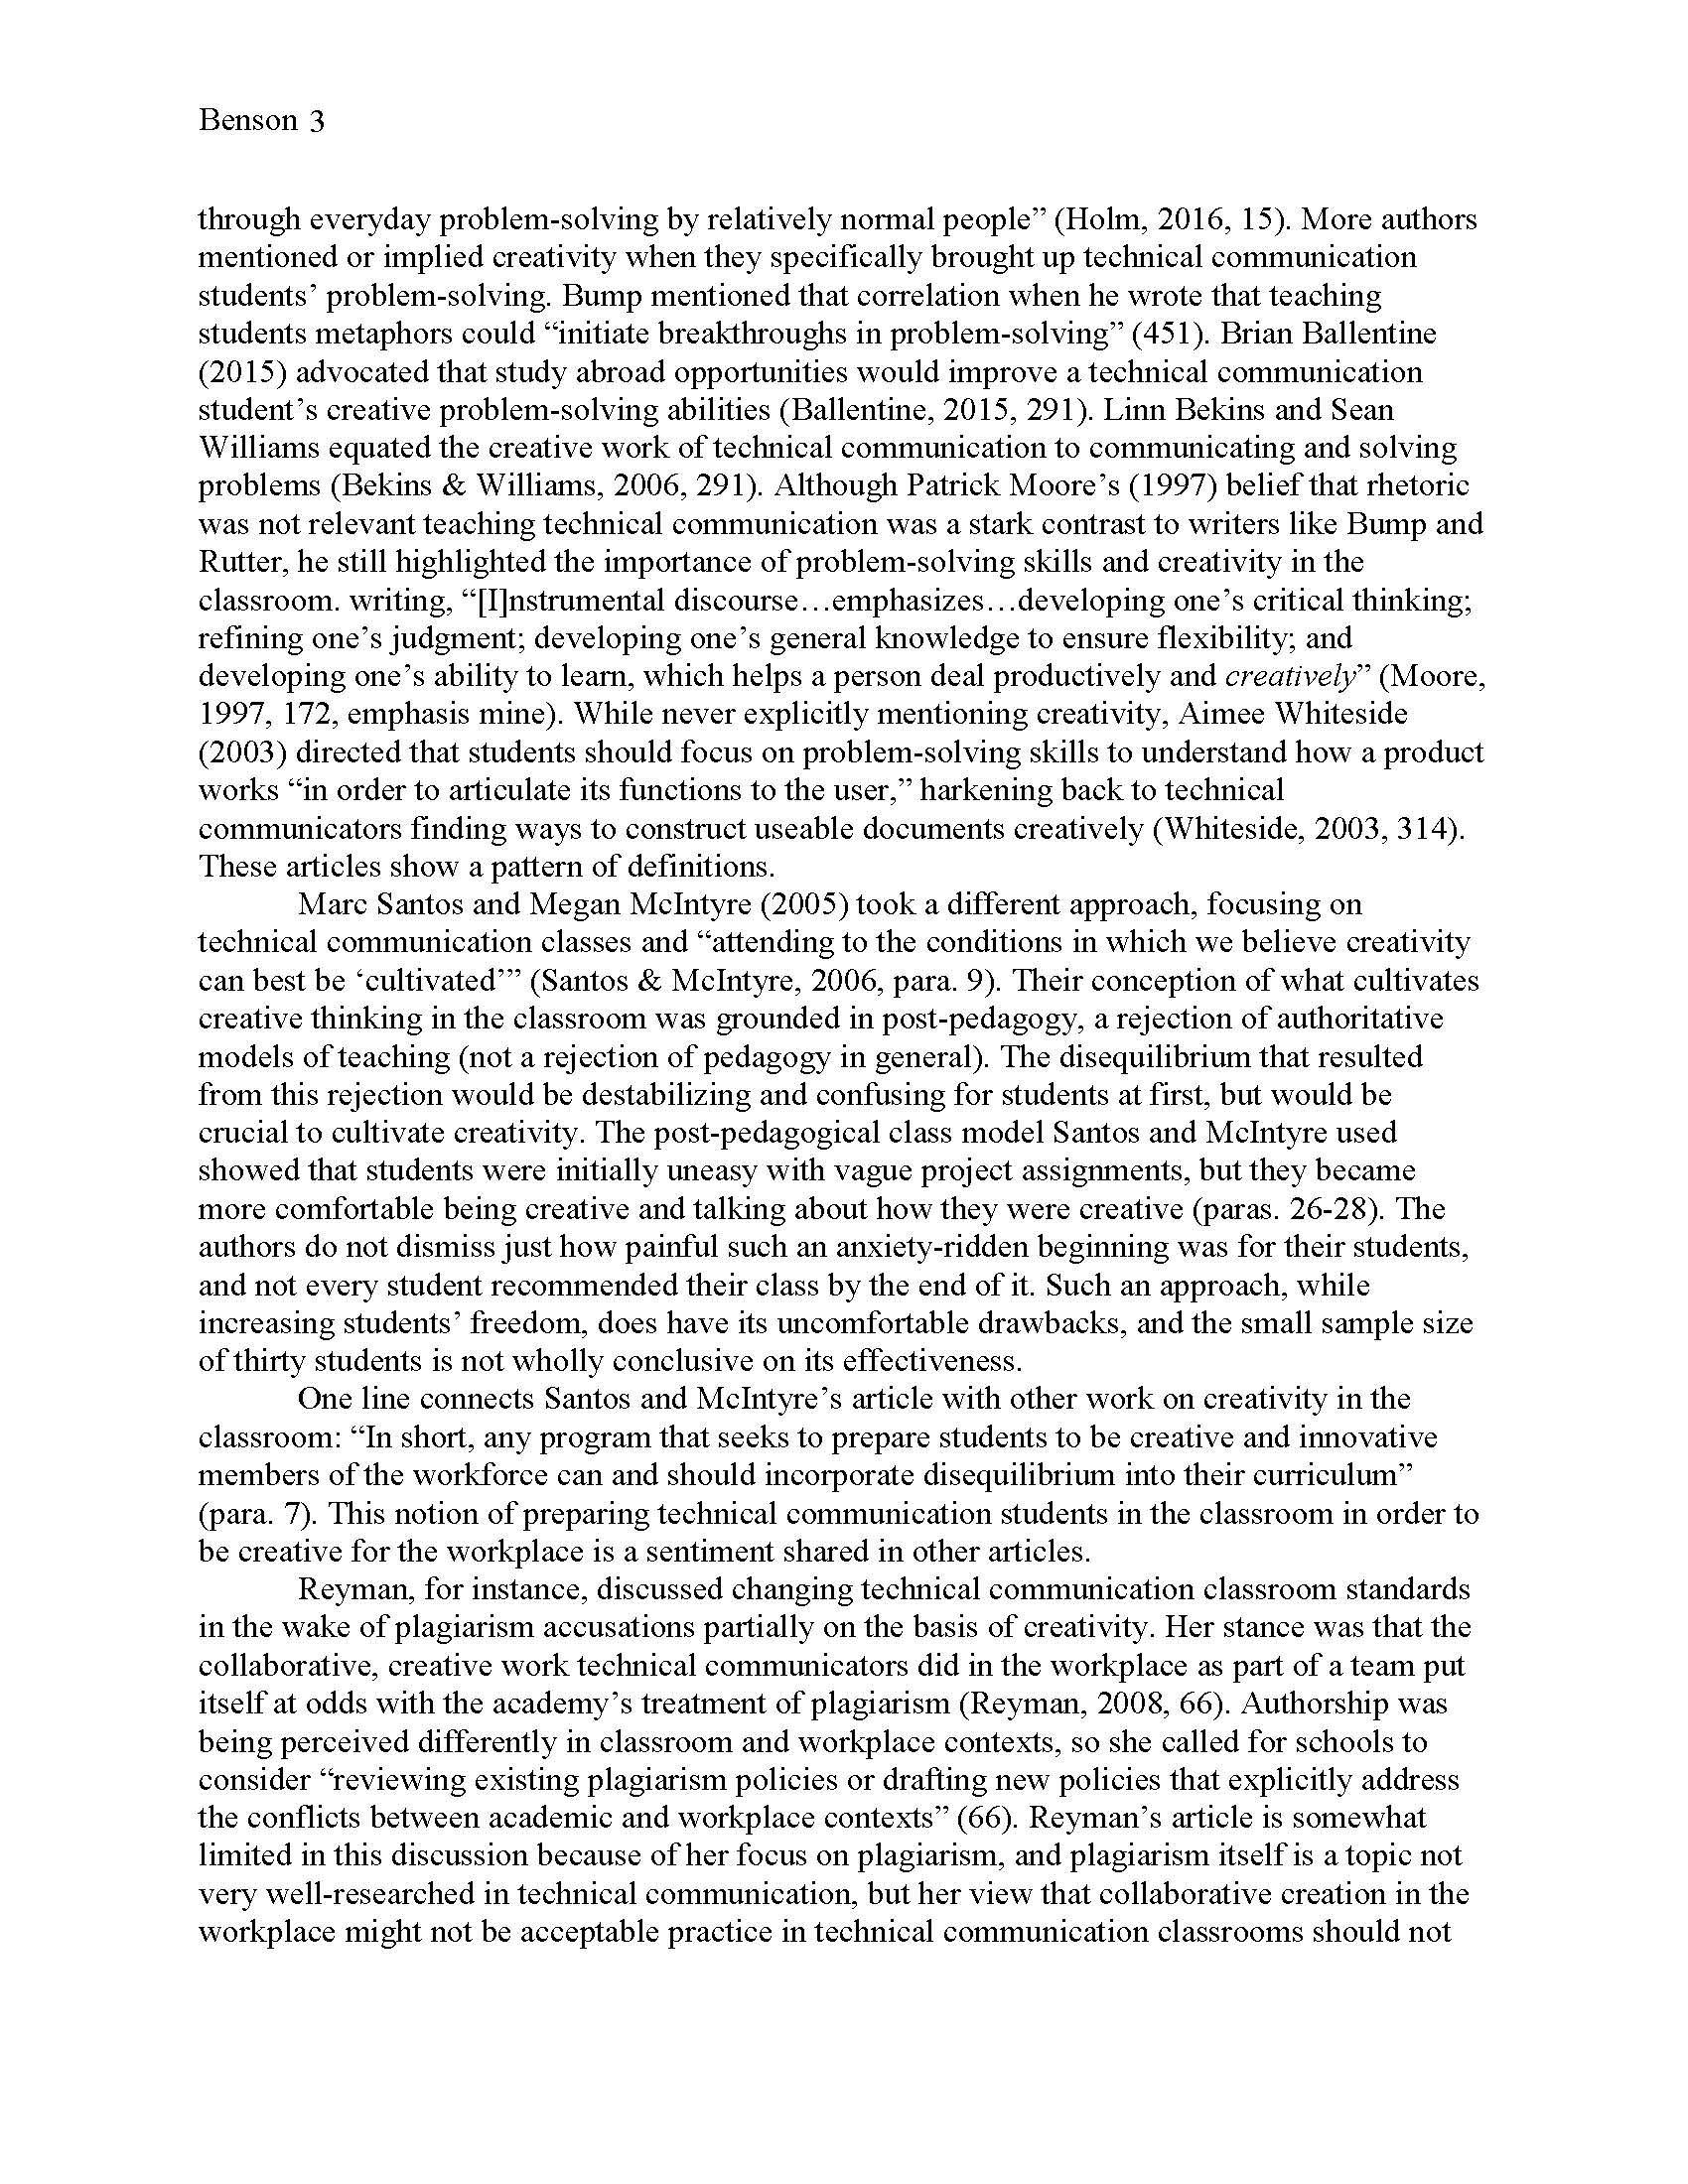 Benson 3
through everyday problem-solving by relatively normal people” (Holm, 2016, 15). More authors
mentioned or implied creativity when they specifically brought up technical communication
students’ problem-solving. Bump mentioned that correlation when he wrote that teaching
students metaphors could “initiate breakthroughs in problem-solving” (451). Brian Ballentine
(2015) advocated that study abroad opportunities would improve a technical communication
student’s creative problem-solving abilities (Ballentine, 2015, 291). Linn Bekins and Sean
Williams equated the creative work of technical communication to communicating and solving
problems (Bekins & Williams, 2006, 291). Although Patrick Moore’s (1997) belief that rhetoric
was not relevant teaching technical communication was a stark contrast to writers like Bump and
Rutter, he still highlighted the importance of problem-solving skills and creativity in the
classroom. writing, “[I]nstrumental discourse…emphasizes…developing one’s critical thinking;
refining one’s judgment; developing one’s general knowledge to ensure flexibility; and
developing one’s ability to learn, which helps a person deal productively and creatively” (Moore,
1997, 172, emphasis mine). While never explicitly mentioning creativity, Aimee Whiteside
(2003) directed that students should focus on problem-solving skills to understand how a product
works “in order to articulate its functions to the user,” harkening back to technical
communicators finding ways to construct useable documents creatively (Whiteside, 2003, 314).
These articles show a pattern of definitions.
Marc Santos and Megan McIntyre (2005) took a different approach, focusing on
technical communication classes and “attending to the conditions in which we believe creativity
can best be ‘cultivated’” (Santos & McIntyre, 2006, para. 9). Their conception of what cultivates
creative thinking in the classroom was grounded in post-pedagogy, a rejection of authoritative
models of teaching (not a rejection of pedagogy in general). The disequilibrium that resulted
from this rejection would be destabilizing and confusing for students at first, but would be
crucial to cultivate creativity. The post-pedagogical class model Santos and McIntyre used
showed that students were initially uneasy with vague project assignments, but they became
more comfortable being creative and talking about how they were creative (paras. 26-28). The
authors do not dismiss just how painful such an anxiety-ridden beginning was for their students,
and not every student recommended their class by the end of it. Such an approach, while
increasing students’ freedom, does have its uncomfortable drawbacks, and the small sample size
of thirty students is not wholly conclusive on its effectiveness.
One line connects Santos and McIntyre’s article with other work on creativity in the
classroom: “In short, any program that seeks to prepare students to be creative and innovative
members of the workforce can and should incorporate disequilibrium into their curriculum”
(para. 7). This notion of preparing technical communication students in the classroom in order to
be creative for the workplace is a sentiment shared in other articles.
Reyman, for instance, discussed changing technical communication classroom standards
in the wake of plagiarism accusations partially on the basis of creativity. Her stance was that the
collaborative, creative work technical communicators did in the workplace as part of a team put
itself at odds with the academy’s treatment of plagiarism (Reyman, 2008, 66). Authorship was
being perceived differently in classroom and workplace contexts, so she called for schools to
consider “reviewing existing plagiarism policies or drafting new policies that explicitly address
the conflicts between academic and workplace contexts” (66). Reyman’s article is somewhat
limited in this discussion because of her focus on plagiarism, and plagiarism itself is a topic not
very well-researched in technical communication, but her view that collaborative creation in the
workplace might not be acceptable practice in technical communication classrooms should not